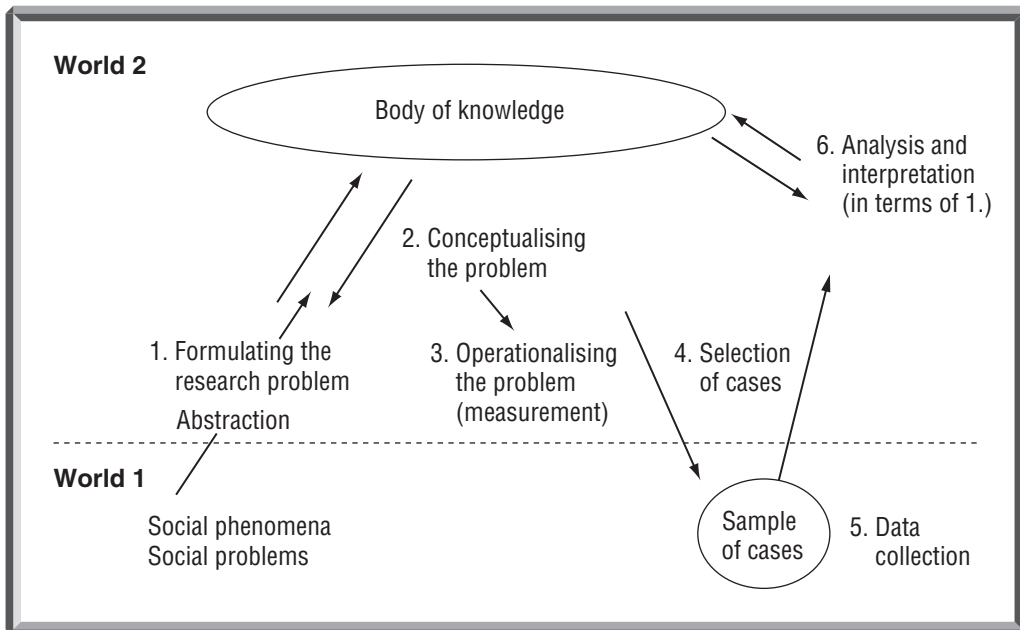 World 2
Body of knowledge
6. Analysis and
interpretation
(in terms of 1.)
2. Conceptualising
the problem
1. Formulating the
research problem
Abstraction
3. Operationalising
the problem
(measurement)
4. Selection
of cases
World 1
Social phenomena
Social problems
Sample
of cases
5. Data
collection